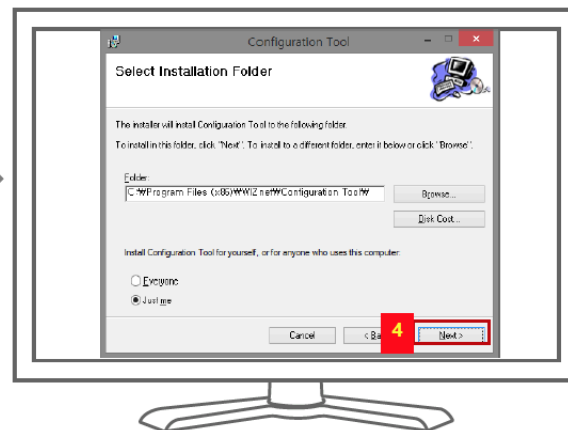 Configuration Tool
Select Installation Folder
The installer will install Configuration Tool to the following folder.
To install in this folder, click "Next". To install to a different folder, enter it below or click "Browse".
Folder:
C:₩Program Files (x86)₩WIZnet₩Configuration Tool₩
Browse...
Disk Cost...
Install Configuration Tool for yourself, or for anyone who uses this computer:
Everyone
Just me
Cancel
< Ba
4
Next >